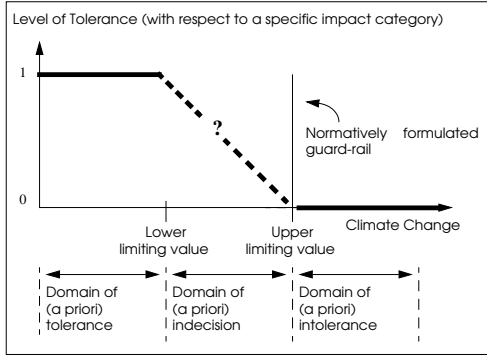 Level of Tolerance (with respect to a specific impact category)
1
?
Normatively formulated
guard-rail
0
Climate Change
Lower
limiting value
Upper
limiting value
Domain of
(a priori)
tolerance
Domain of
(a priori)
indecision
Domain of
(a priori)
intolerance